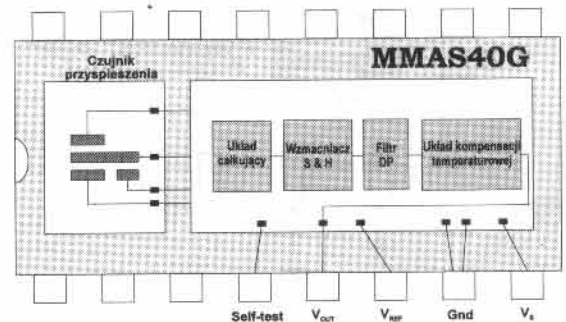 MMAS40G
Czujnik
przyspieszenia
Układ
całkujący
Wzmacniacz
S & H
Filtr
DP
Układ kompensacji
temperaturowej
Self-test
VOUT
VREF
Gnd
VS